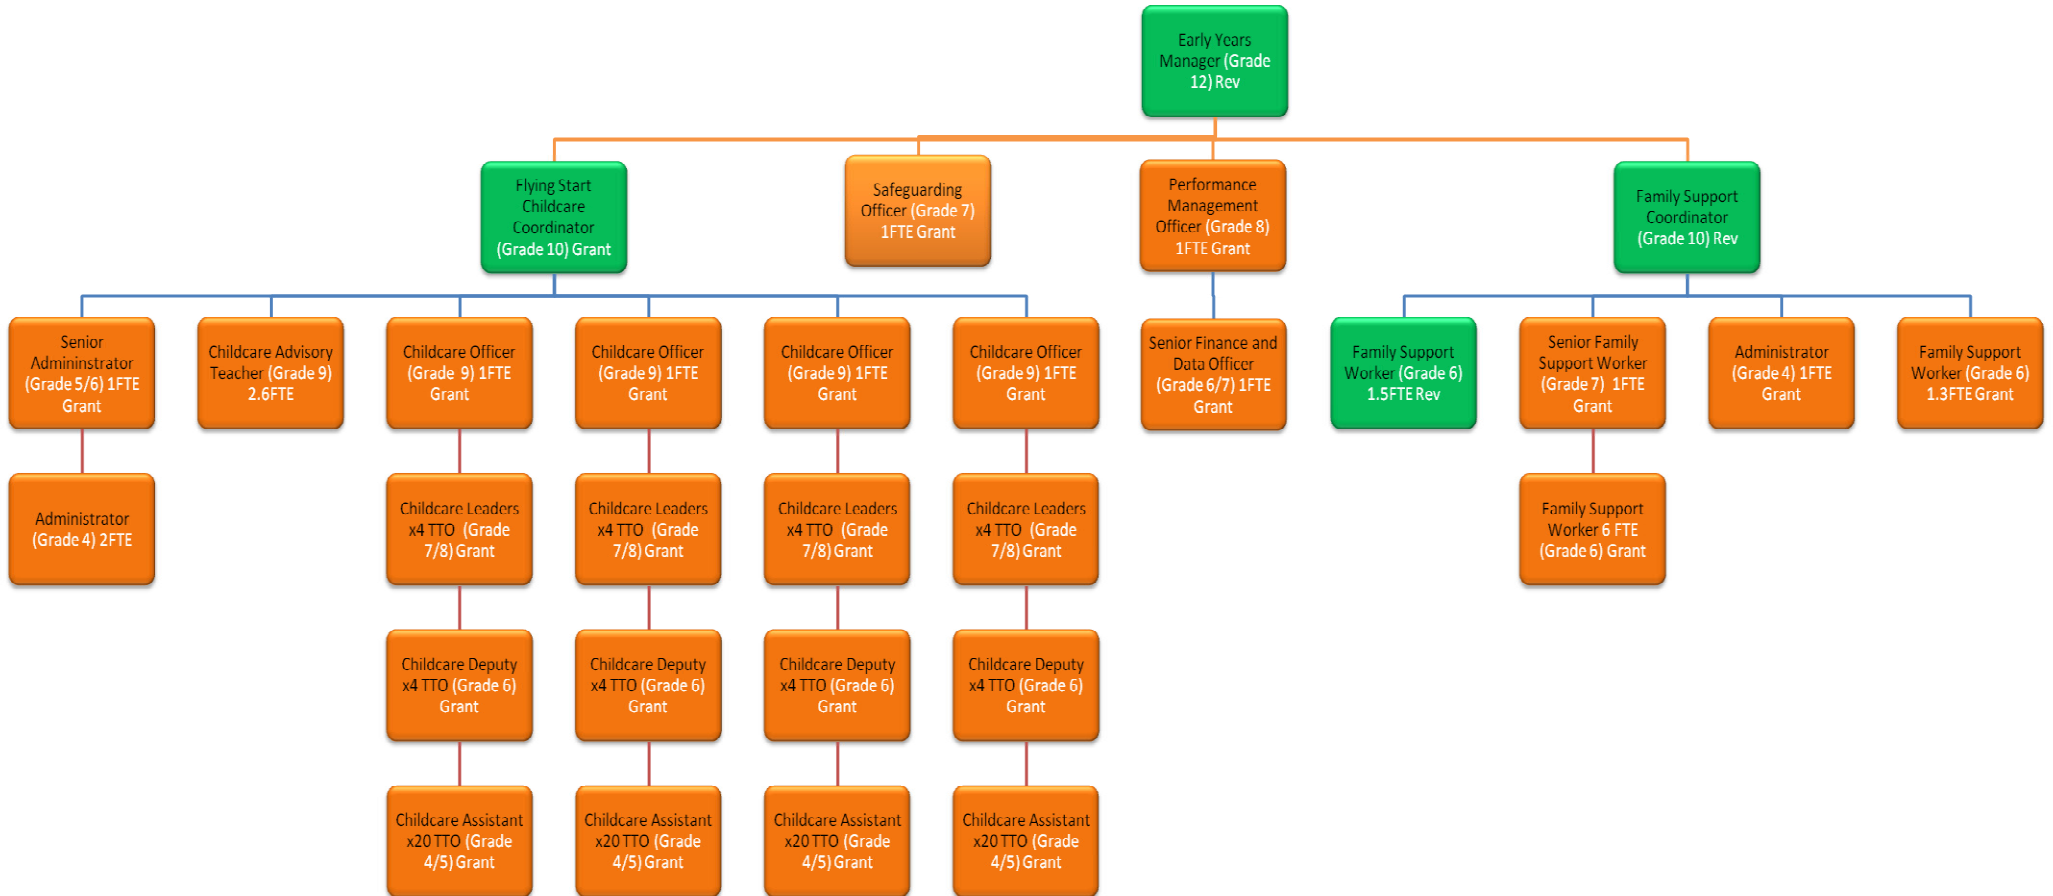 Early Years
Manager (Grade
12) Rev
Flying Start
Childcare
Coordinator
(Grade 10) Grant
Safeguarding
Officer (Grade 7)
1FTE Grant
Performance
Management
Officer (Grade 8)
1FTE Grant
Family Support
Coordinator
(Grade 10) Rev
Senior
Admininstrator
(Grade 5/6) 1FTE
Grant
Childcare Advisory
Teacher (Grade 9)
2.6FTE
Childcare Officer
(Grade 9) 1FTE
Grant
Childcare Officer
(Grade 9) 1FTE
Grant
Childcare Officer
(Grade 9) 1FTE
Grant
Childcare Officer
(Grade 9) 1FTE
Grant
Senior Finance and
Data Officer
(Grade 6/7) 1FTE
Grant
Family Support
Worker (Grade 6)
1.5FTE Rev
Senior Family
Support Worker
(Grade 7) 1FTE
Grant
Administrator
(Grade 4) 1FTE
Grant
Family Support
Worker (Grade 6)
1.3FTE Grant
Administrator
(Grade 4) 2FTE
Childcare Leaders
x4 TTO (Grade
7/8) Grant
Childcare Leaders
x4 TTO (Grade
7/8) Grant
Childcare Leaders
x4 TTO (Grade
7/8) Grant
Childcare Leaders
x4 TTO (Grade
7/8) Grant
Family Support
Worker 6 FTE
(Grade 6) Grant
Childcare Deputy
x4 TTO (Grade 6)
Grant
Childcare Deputy
x4 TTO (Grade 6)
Grant
Childcare Deputy
x4 TTO (Grade 6)
Grant
Childcare Deputy
x4 TTO (Grade 6)
Grant
Childcare Assistant
x20 TTO (Grade
4/5) Grant
Childcare Assistant
x20 TTO (Grade
4/5) Grant
Childcare Assistant
x20 TTO (Grade
4/5) Grant
Childcare Assistant
x20 TTO (Grade
4/5) Grant